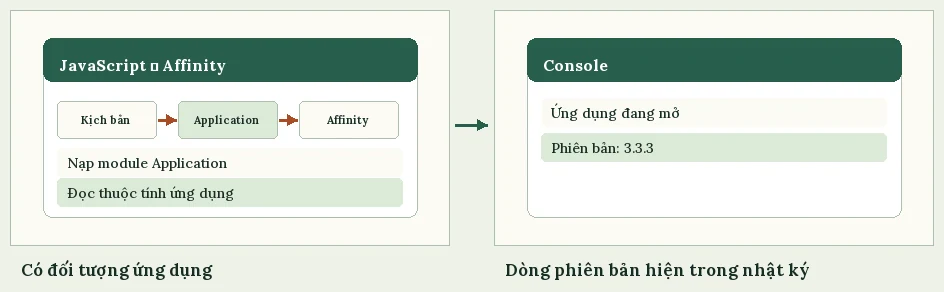 JavaScript ▯ Affinity
Kịch bản
Application
Affinity
Nạp module Application
Đọc thuộc tính ứng dụng
Có đối tượng ứng dụng
Console
Ứng dụng đang mở
Phiên bản: 3.3.3
Dòng phiên bản hiện trong nhật ký